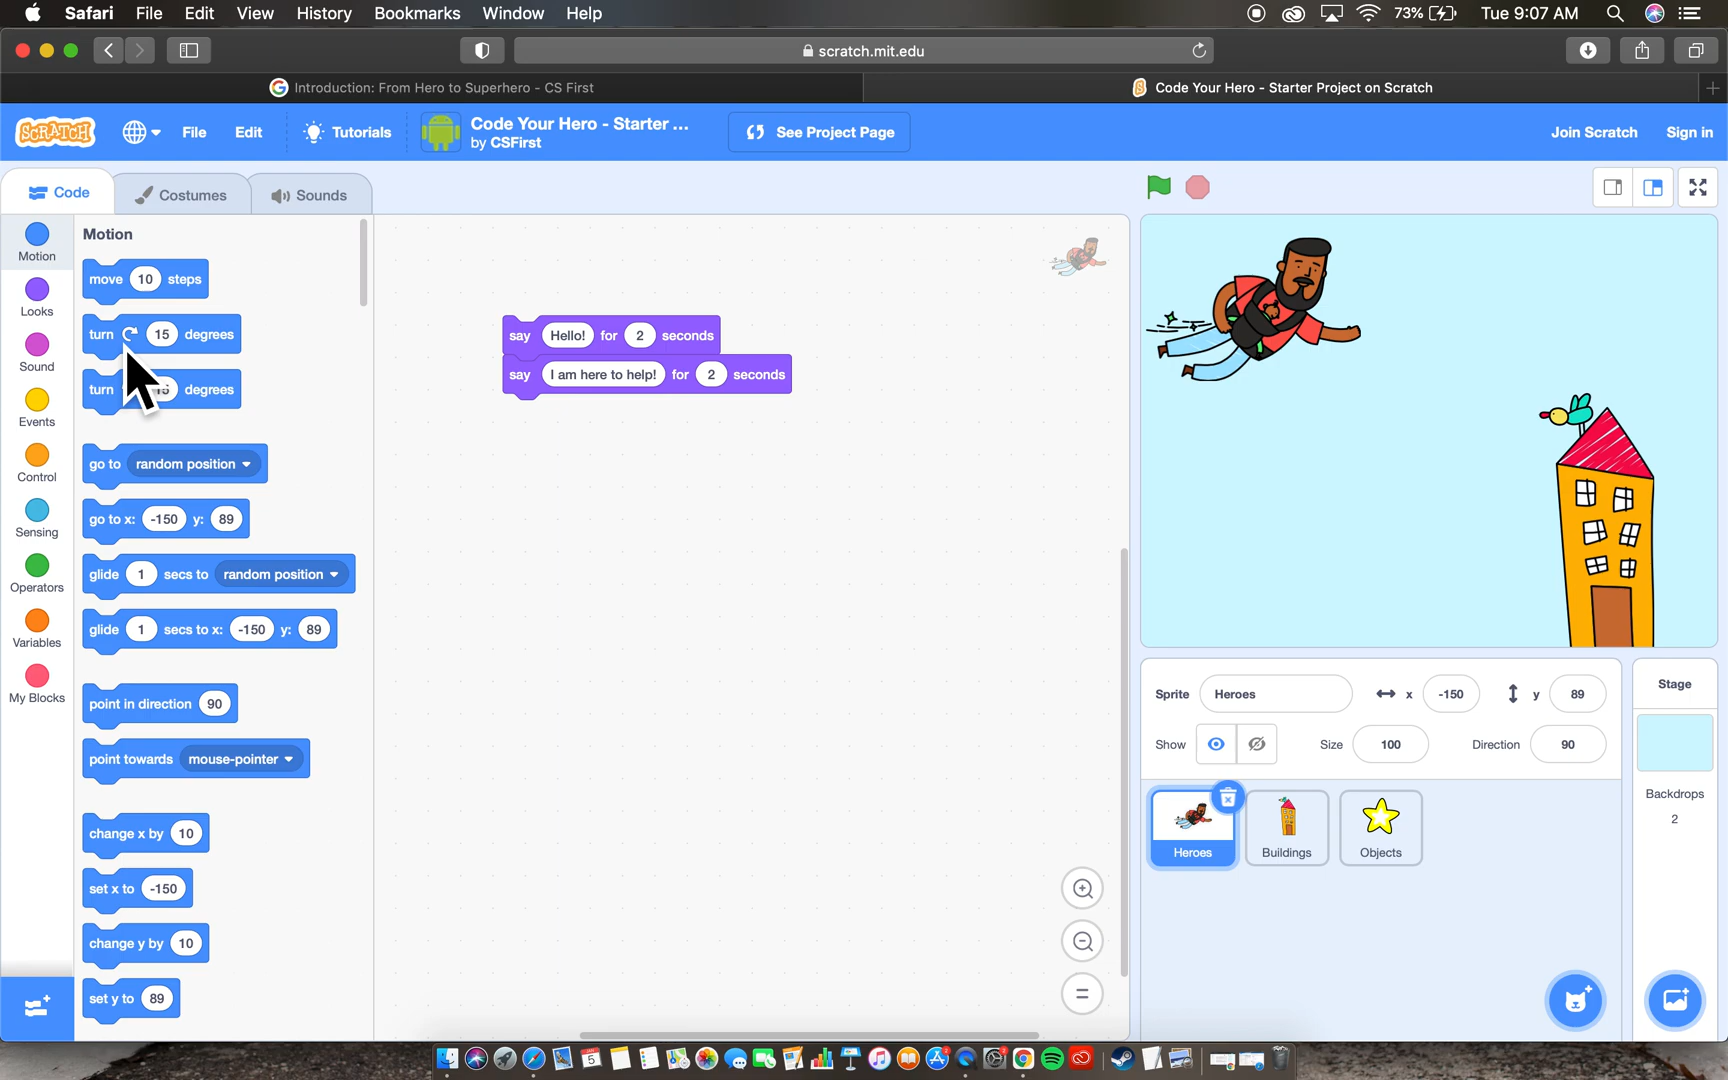 Safari File Edit View History Bookmarks Window Help 73% Tue 9:07 AM
scratch.mit.edu
Introduction: From Hero to Superhero - CS First
Code Your Hero - Starter Project on Scratch
SCRATCH File Edit Tutorials
Code Your Hero - Starter ...
by CSFirst
See Project Page
Join Scratch Sign in
Code Costumes Sounds
Motion
Looks
Sound
Events
Control
Sensing
Operators
Variables
My Blocks
Motion
move 10 steps
turn 15 degrees
turn 15 degrees
go to random position
go to x: -150 y: 89
glide 1 secs to random position
glide 1 secs to x: -150 y: 89
point in direction 90
point towards mouse-pointer
change x by 10
set x to -150
change y by 10
set y to 89
say Hello! for 2 seconds
say I am here to help! for 2 seconds
Sprite Heroes x -150 y 89
Show Size 100 Direction 90
Heroes
Buildings
Objects
Stage
Backdrops
2
5